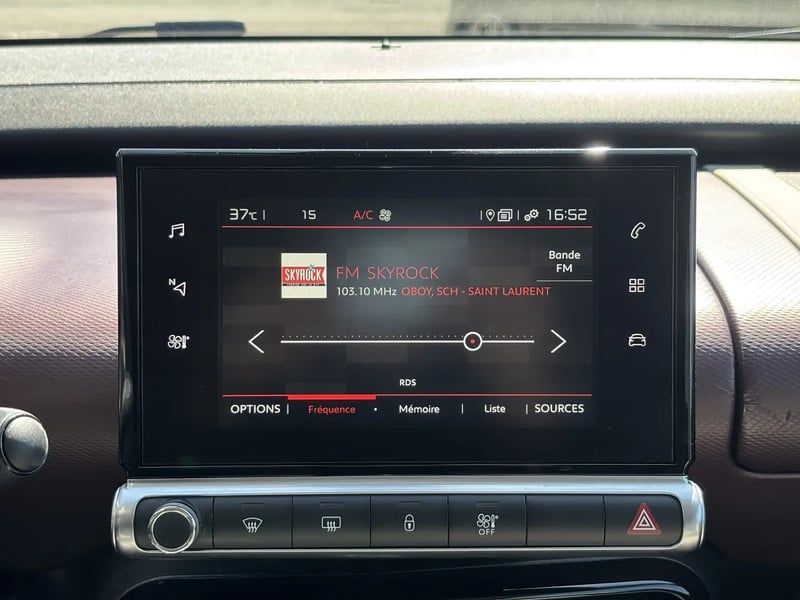 37°C | 15 A/C 16:52
N
SKYROCK
FM SKYROCK
103.10 MHz OBOY, SCH - SAINT LAURENT
Bande
FM
RDS
OPTIONS | Fréquence • Mémoire | Liste | SOURCES
OFF